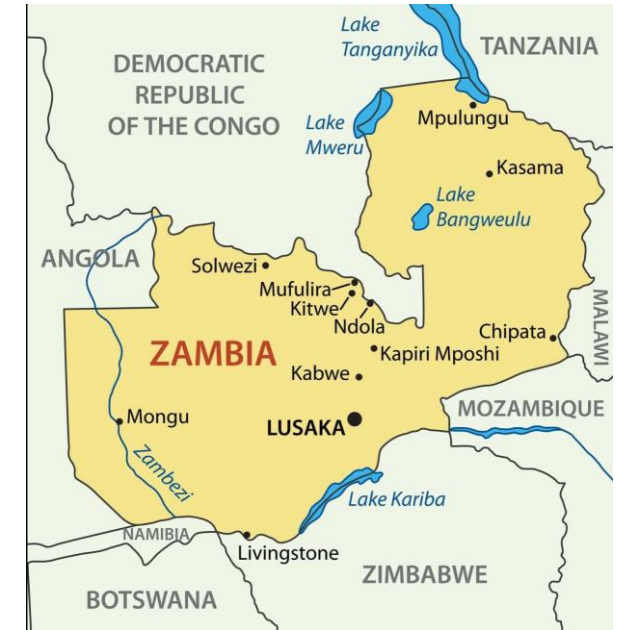 Lake
Tanganyika
TANZANIA
DEMOCRATIC
REPUBLIC
OF THE CONGO
Lake
Mweru
Mpulungu
Kasama
Lake
Bangweulu
ANGOLA
Solwezi
Mufulira
Kitwe
Ndola
MALAWI
Chipata
ZAMBIA
Kapiri Mposhi
Kabwe
MOZAMBIQUE
Mongu
LUSAKA
Zambezi
Lake Kariba
NAMIBIA
Livingstone
ZIMBABWE
BOTSWANA